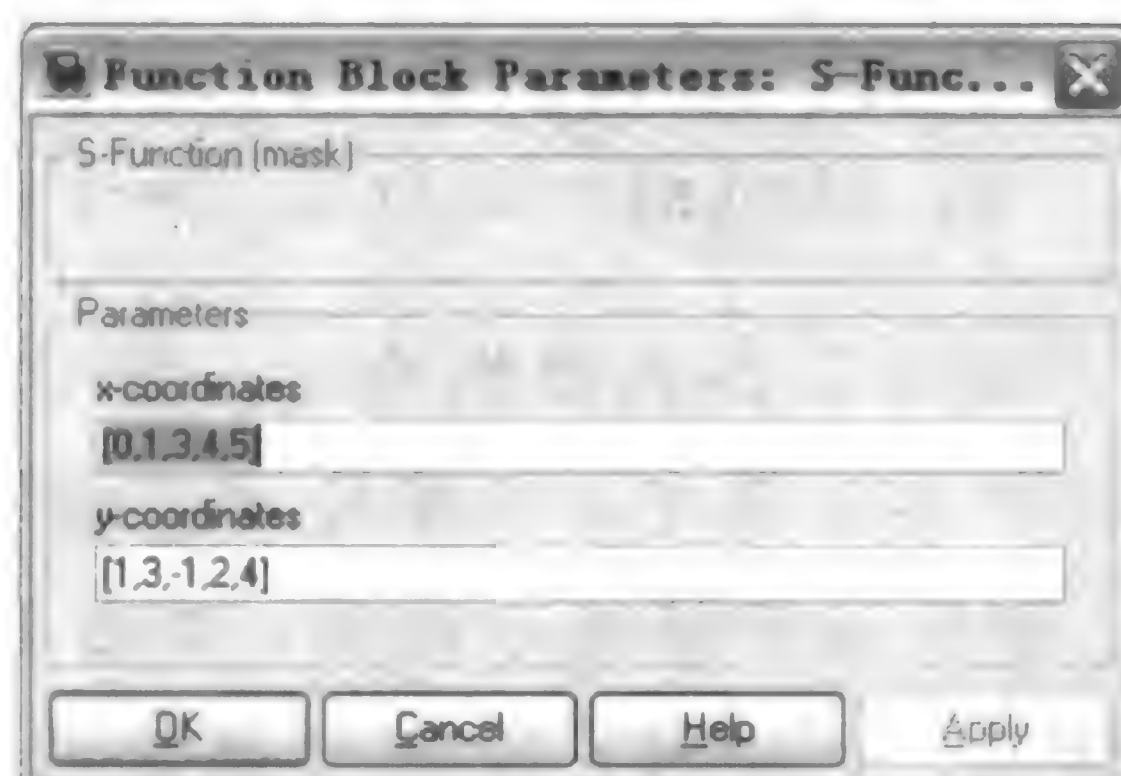 Function Block Parameters: S-Func...
S-Function (mask)
Parameters
x-coordinates
[0,1,3,4,5]
y-coordinates
[1,3,-1,2,4]
OK
Cancel
Help
Apply